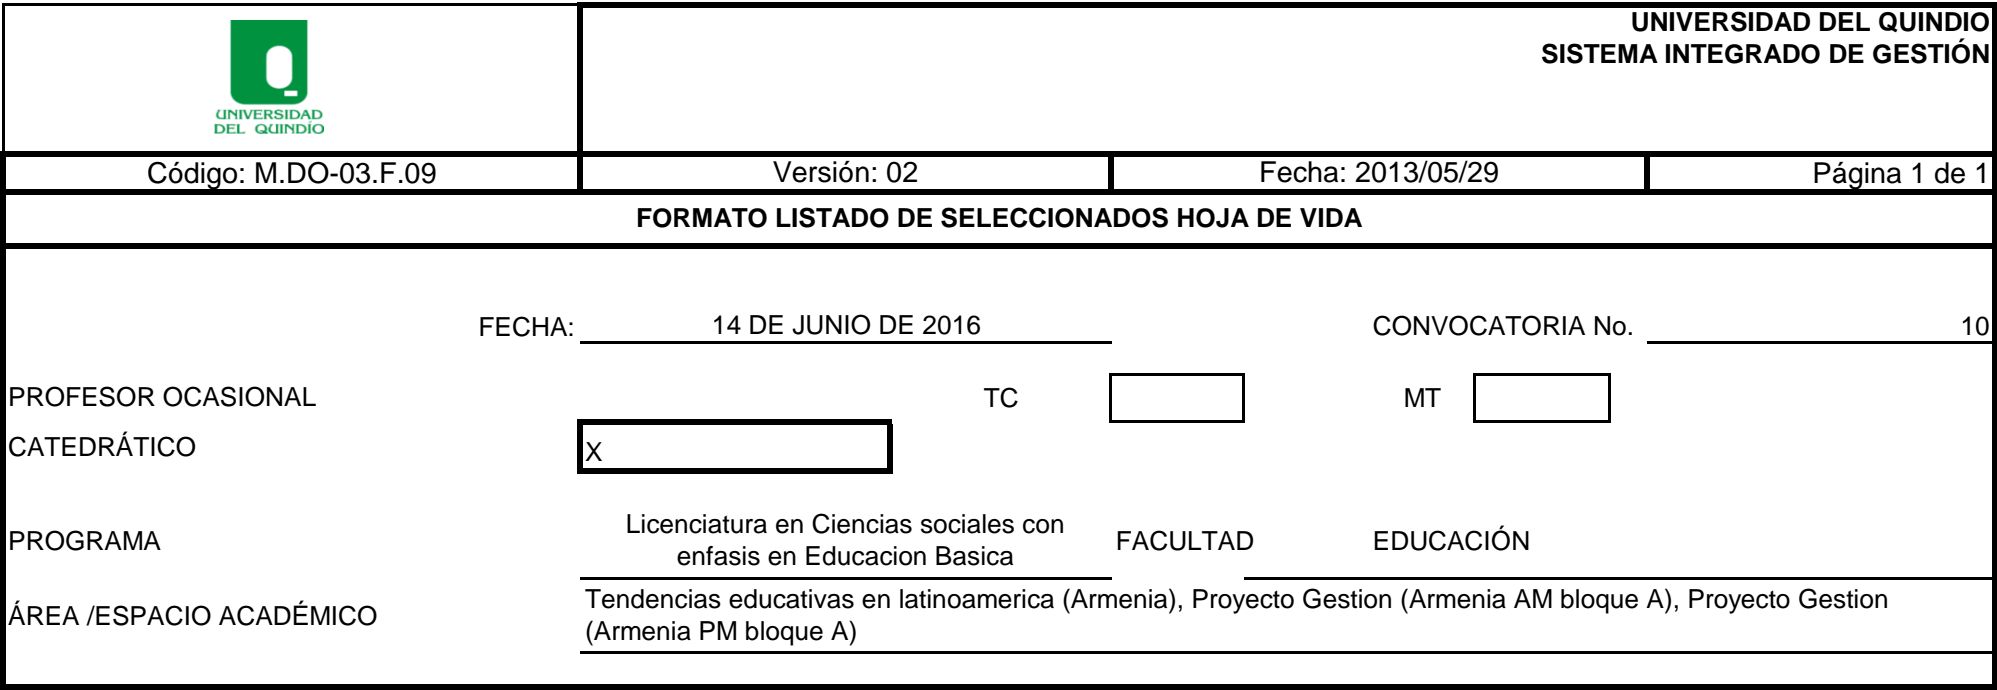 UNIVERSIDAD
DEL QUINDÍO
UNIVERSIDAD DEL QUINDIO
SISTEMA INTEGRADO DE GESTIÓN
Código: M.DO-03.F.09 Versión: 02 Fecha: 2013/05/29 Página 1 de 1
FORMATO LISTADO DE SELECCIONADOS HOJA DE VIDA
FECHA: 14 DE JUNIO DE 2016 CONVOCATORIA No. 10
PROFESOR OCASIONAL TC MT
CATEDRÁTICO X
PROGRAMA Licenciatura en Ciencias sociales con
enfasis en Educacion Basica FACULTAD EDUCACIÓN
ÁREA /ESPACIO ACADÉMICO Tendencias educativas en latinoamerica (Armenia), Proyecto Gestion (Armenia AM bloque A), Proyecto Gestion
(Armenia PM bloque A)